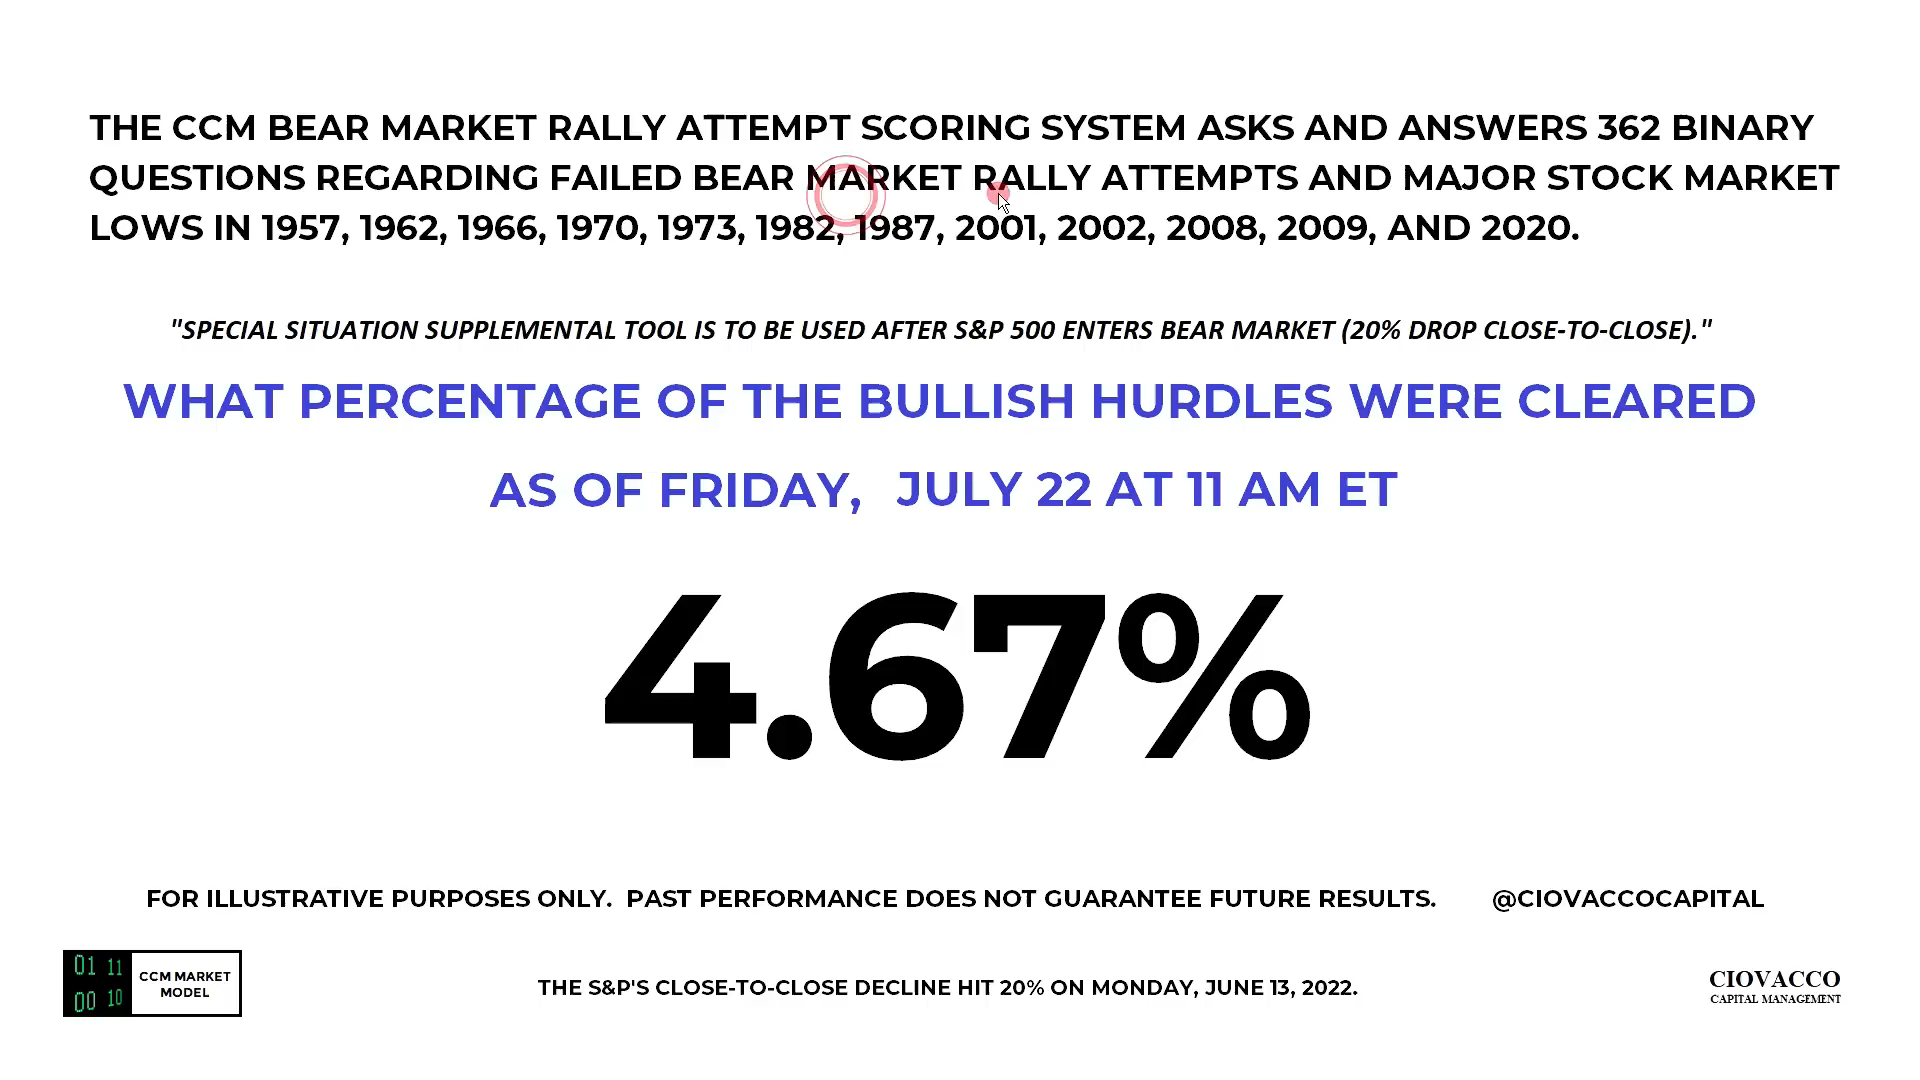 THE CCM BEAR MARKET RALLY ATTEMPT SCORING SYSTEM ASKS AND ANSWERS 362 BINARY
QUESTIONS REGARDING FAILED BEAR MARKET RALLY ATTEMPTS AND MAJOR STOCK MARKET
LOWS IN 1957, 1962, 1966, 1970, 1973, 1982, 1987, 2001, 2002, 2008, 2009, AND 2020.
"SPECIAL SITUATION SUPPLEMENTAL TOOL IS TO BE USED AFTER S&P 500 ENTERS BEAR MARKET (20% DROP CLOSE-TO-CLOSE)."
WHAT PERCENTAGE OF THE BULLISH HURDLES WERE CLEARED
AS OF FRIDAY, JULY 22 AT 11 AM ET
4.67%
FOR ILLUSTRATIVE PURPOSES ONLY. PAST PERFORMANCE DOES NOT GUARANTEE FUTURE RESULTS. @CIOVACCOCAPITAL
01 11
00 10
CCM MARKET
MODEL
THE S&P'S CLOSE-TO-CLOSE DECLINE HIT 20% ON MONDAY, JUNE 13, 2022.
CIOVACCO
CAPITAL MANAGEMENT